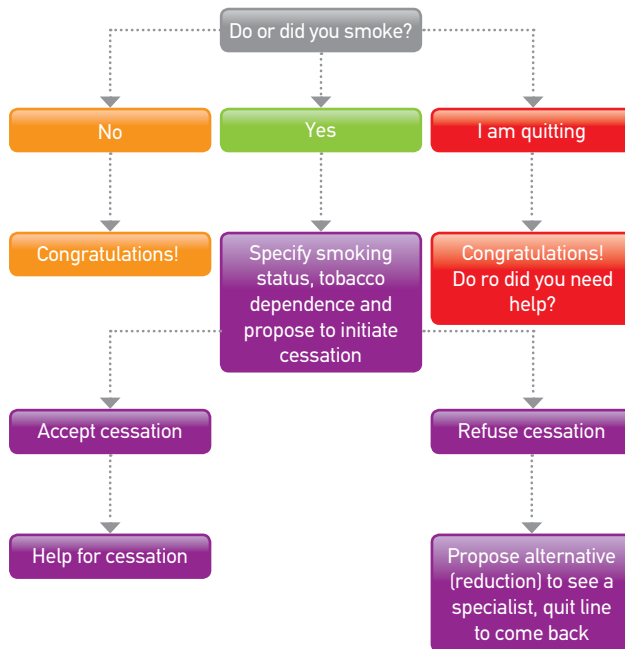 Do or did you smoke?
No
Yes
I am quitting
Congratulations!
Specify smoking
status, tobacco
dependence and
propose to initiate
cessation
Congratulations!
Do ro did you need
help?
Accept cessation
Refuse cessation
Help for cessation
Propose alternative
(reduction) to see a
specialist, quit line
to come back